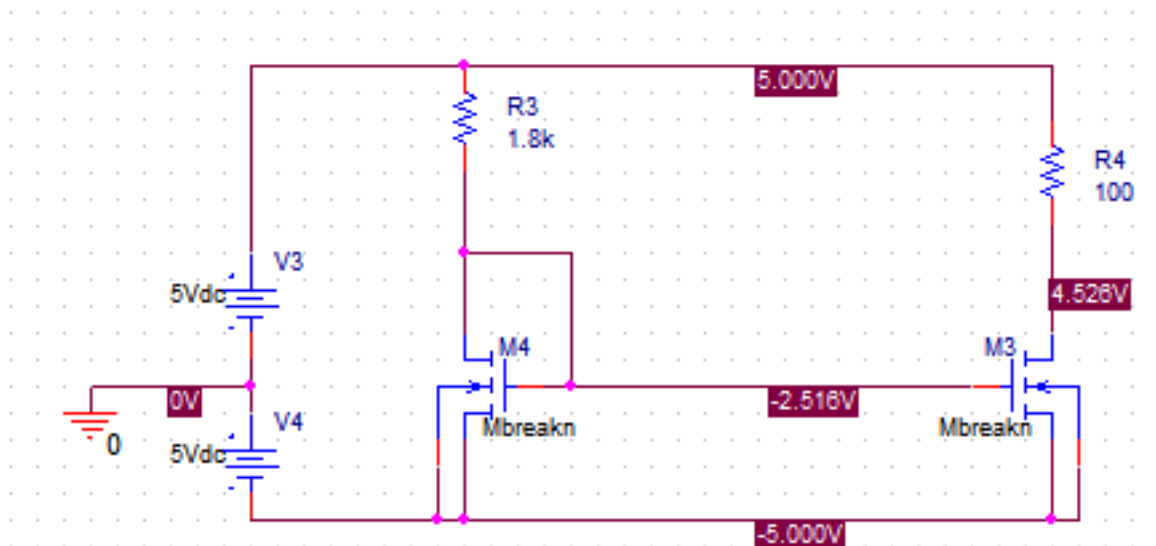 5.000V
R3
1.8k
R4
100
V3
5Vdc
4.526V
M4
M3
0V
-2.516V
V4
Mbreakn
Mbreakn
0
5Vdc
-5.000V